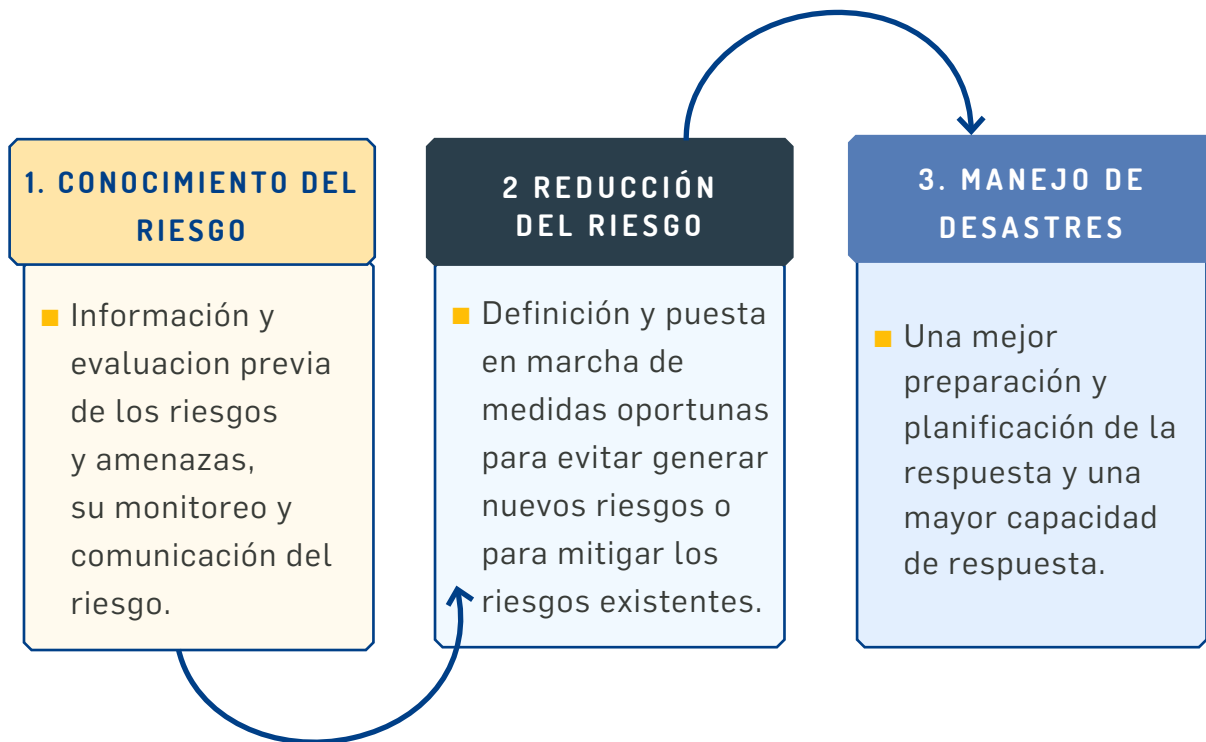 1. CONOCIMIENTO DEL
RIESGO
Información y
evaluacion previa
de los riesgos
y amenazas,
su monitoreo y
comunicación del
riesgo.
2 REDUCCIÓN
DEL RIESGO
Definición y puesta
en marcha de
medidas oportunas
para evitar generar
nuevos riesgos o
para mitigar los
riesgos existentes.
3. MANEJO DE
DESASTRES
Una mejor
preparación y
planificación de la
respuesta y una
mayor capacidad
de respuesta.